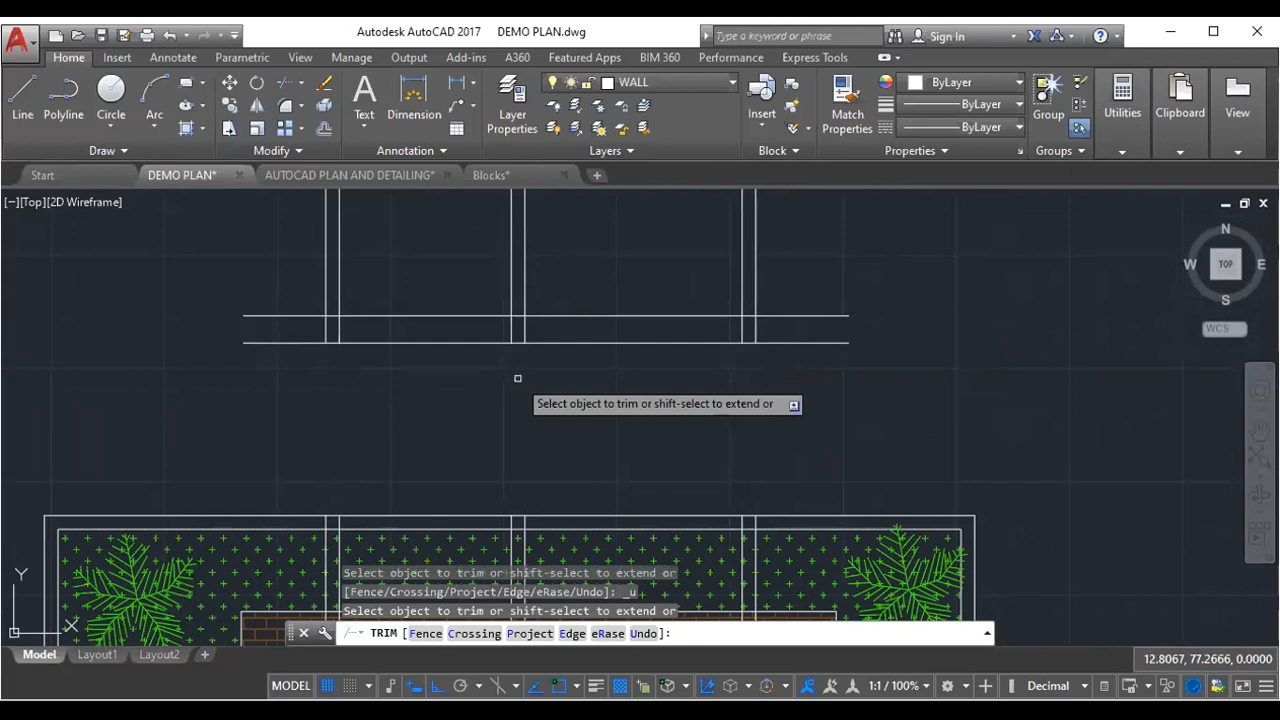 Autodesk AutoCAD 2017 DEMO PLAN.dwg
Type a keyword or phrase
Sign In
Home Insert Annotate Parametric View Manage Output Add-ins A360 Featured Apps BIM 360 Performance Express Tools
WALL
ByLayer
ByLayer
ByLayer
Line Polyline Circle Arc Text Dimension Layer Properties Insert Match Properties Group Utilities Clipboard View
Draw Modify Annotation Layers Block Properties Groups
Start DEMO PLAN* AUTOCAD PLAN AND DETAILING* Blocks*
[−][Top][2D Wireframe]
N
W TOP E
S
WCS
Select object to trim or shift-select to extend or
Y
X
Select object to trim or shift-select to extend or
[Fence/Crossing/Project/Edge/eRase/Undo]: _u
Select object to trim or shift-select to extend or
TRIM [Fence Crossing Project Edge eRase Undo]:
Model Layout1 Layout2
12.8067, 77.2666, 0.0000
MODEL 1:1 / 100% Decimal